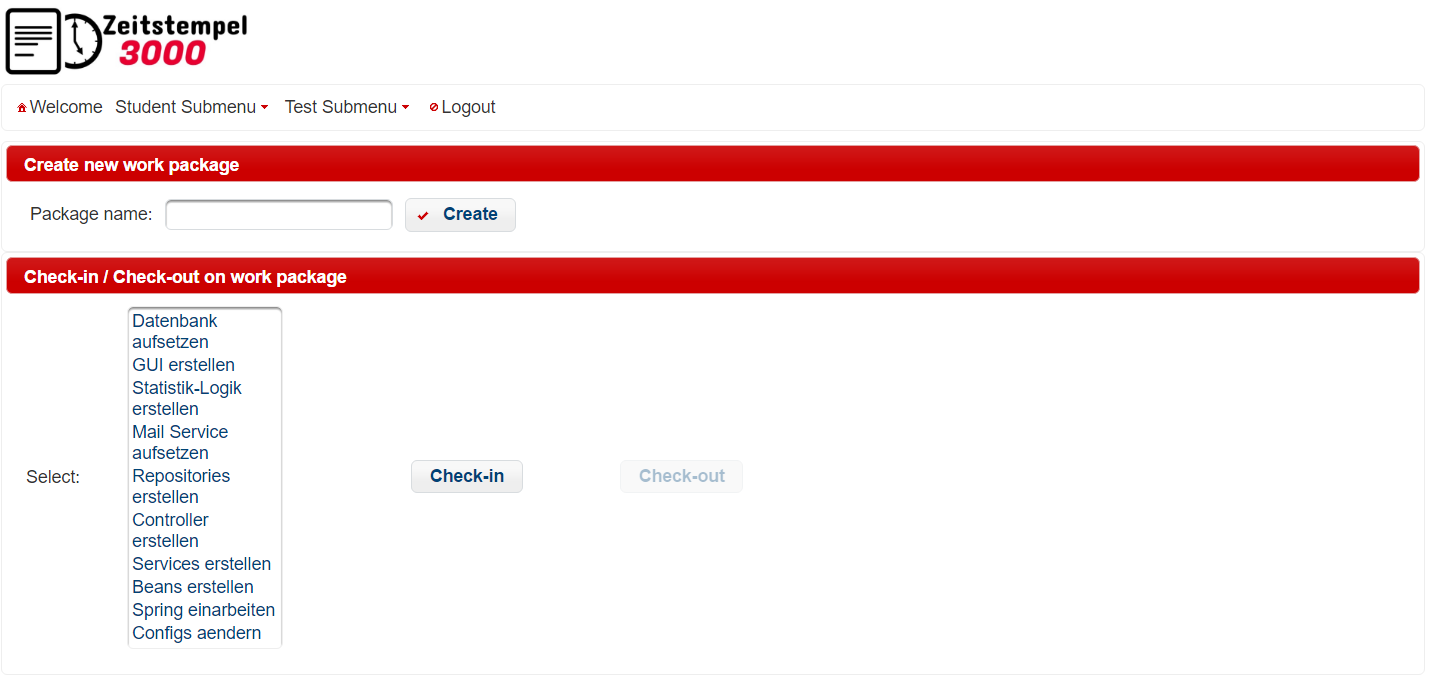 Zeitstempel
3000
Welcome Student Submenu Test Submenu Logout
Create new work package
Package name: Create
Check-in / Check-out on work package
Select:
Datenbank
aufsetzen
GUI erstellen
Statistik-Logik
erstellen
Mail Service
aufsetzen
Repositories
erstellen
Controller
erstellen
Services erstellen
Beans erstellen
Spring einarbeiten
Configs aendern
Check-in Check-out